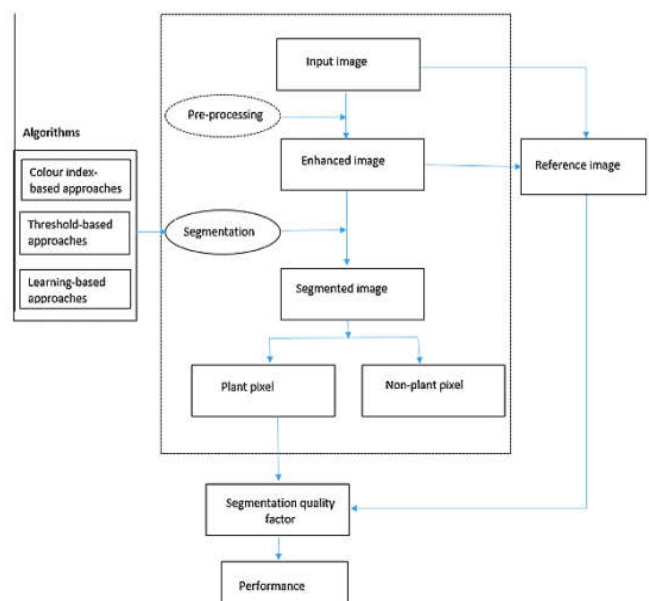 Input image
Pre-processing
Algorithms
Enhanced image
Reference image
Colour index-
based approaches
Threshold-based
approaches
Segmentation
Learning-based
approaches
Segmented image
Plant pixel
Non-plant pixel
Segmentation quality
factor
Performance